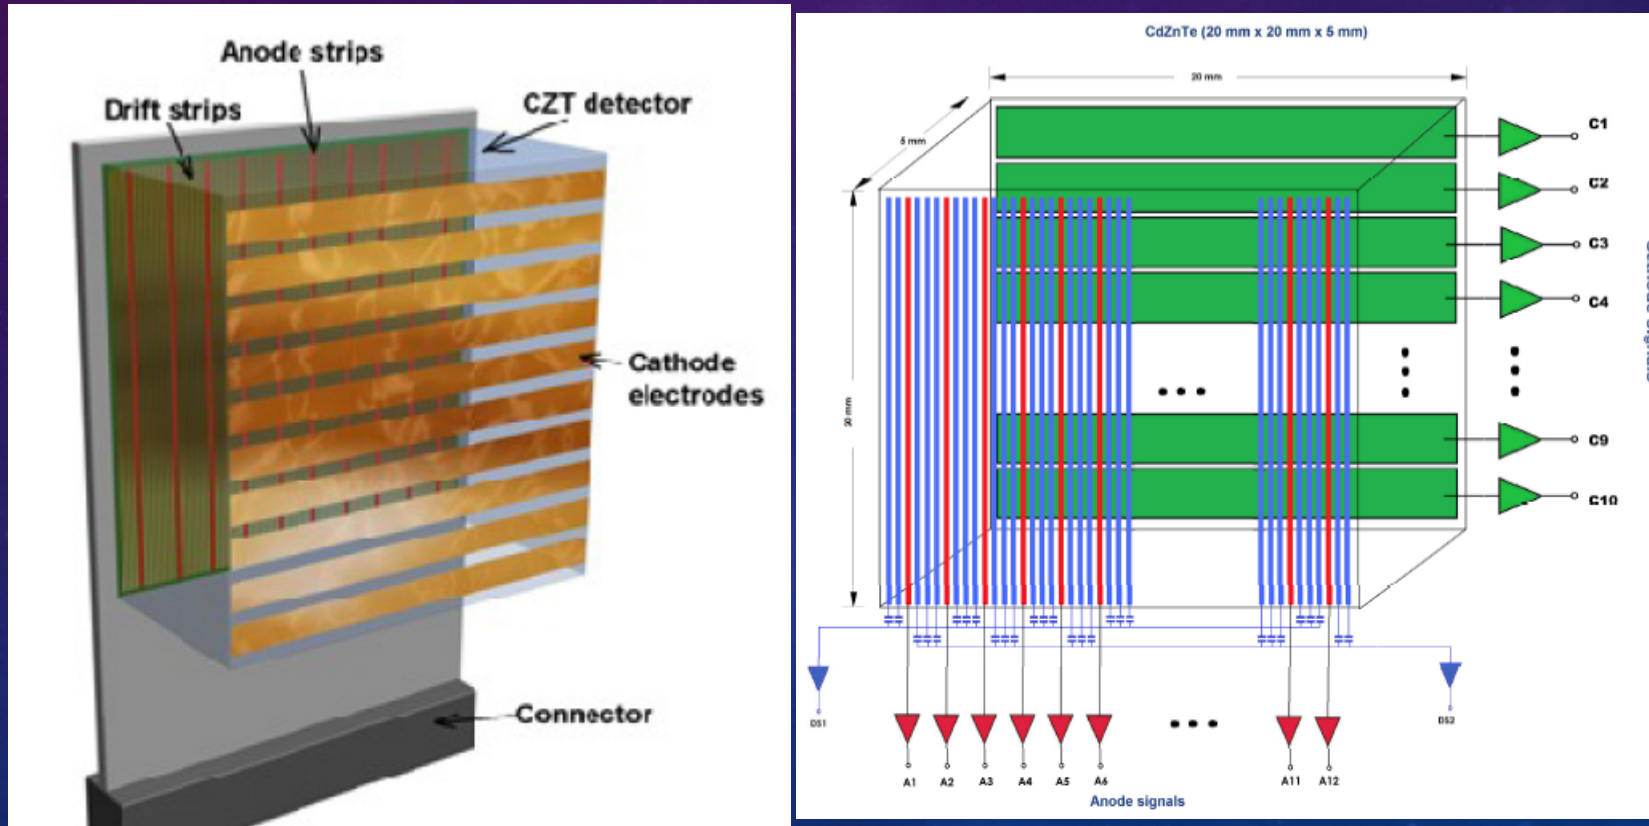 Anode strips
Drift strips
CZT detector
Cathode
electrodes
Connector
CdZnTe (20 mm x 20 mm x 5 mm)
20 mm
5 mm
20 mm
C1
C2
C3
C4
C9
C10
DS1
DS2
A1 A2 A3 A4 A5 A6 A11 A12
Anode signals